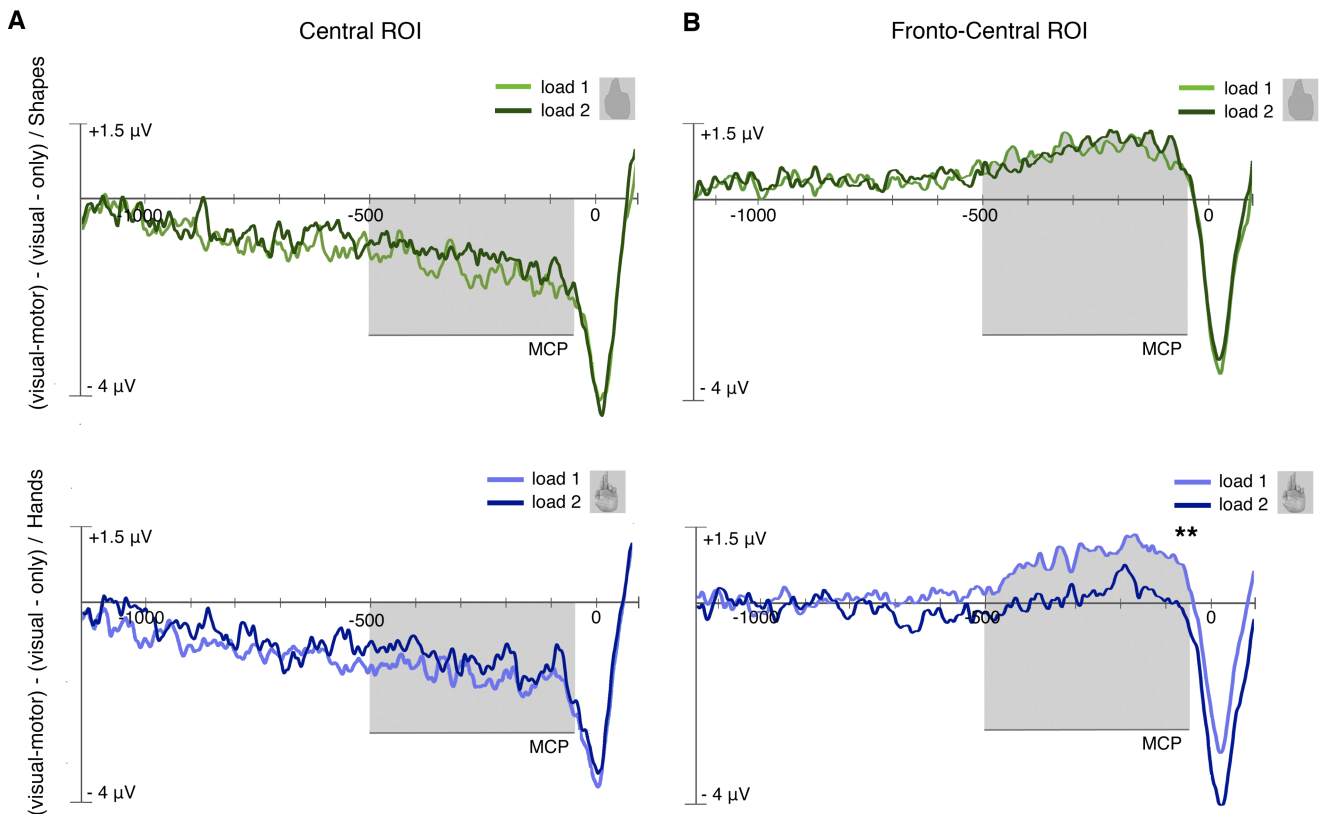 A
Central ROI
(visual-motor) - (visual - only) / Shapes
load 1
load 2
+1.5 µV
-1000
-500
0
MCP
- 4 µV
B
Fronto-Central ROI
load 1
load 2
+1.5 µV
-1000
-500
0
MCP
- 4 µV
(visual-motor) - (visual - only) / Hands
load 1
load 2
+1.5 µV
-1000
-500
0
MCP
- 4 µV
load 1
load 2
**
+1.5 µV
-1000
-500
0
MCP
- 4 µV